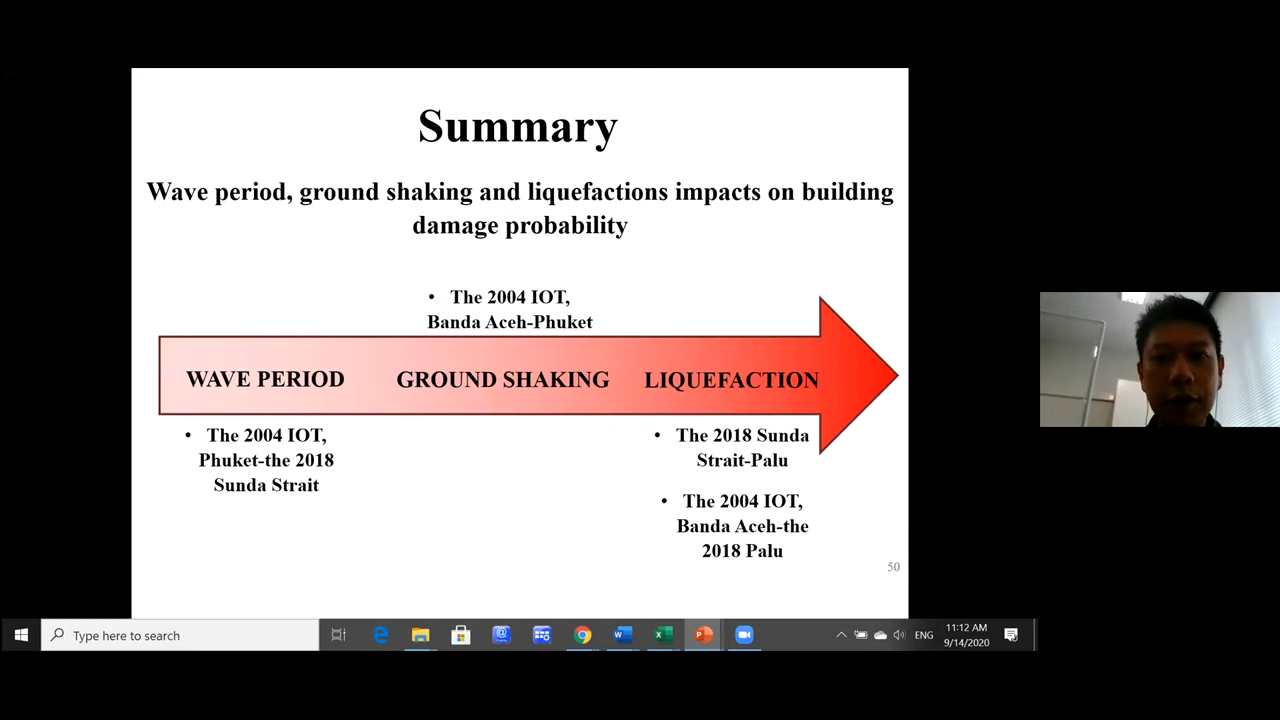 Summary
Wave period, ground shaking and liquefactions impacts on building
damage probability
• The 2004 IOT,
Banda Aceh-Phuket
WAVE PERIOD GROUND SHAKING LIQUEFACTION
• The 2004 IOT,
Phuket-the 2018
Sunda Strait
• The 2018 Sunda
Strait-Palu
• The 2004 IOT,
Banda Aceh-the
2018 Palu
50
Type here to search
ENG
11:12 AM
9/14/2020